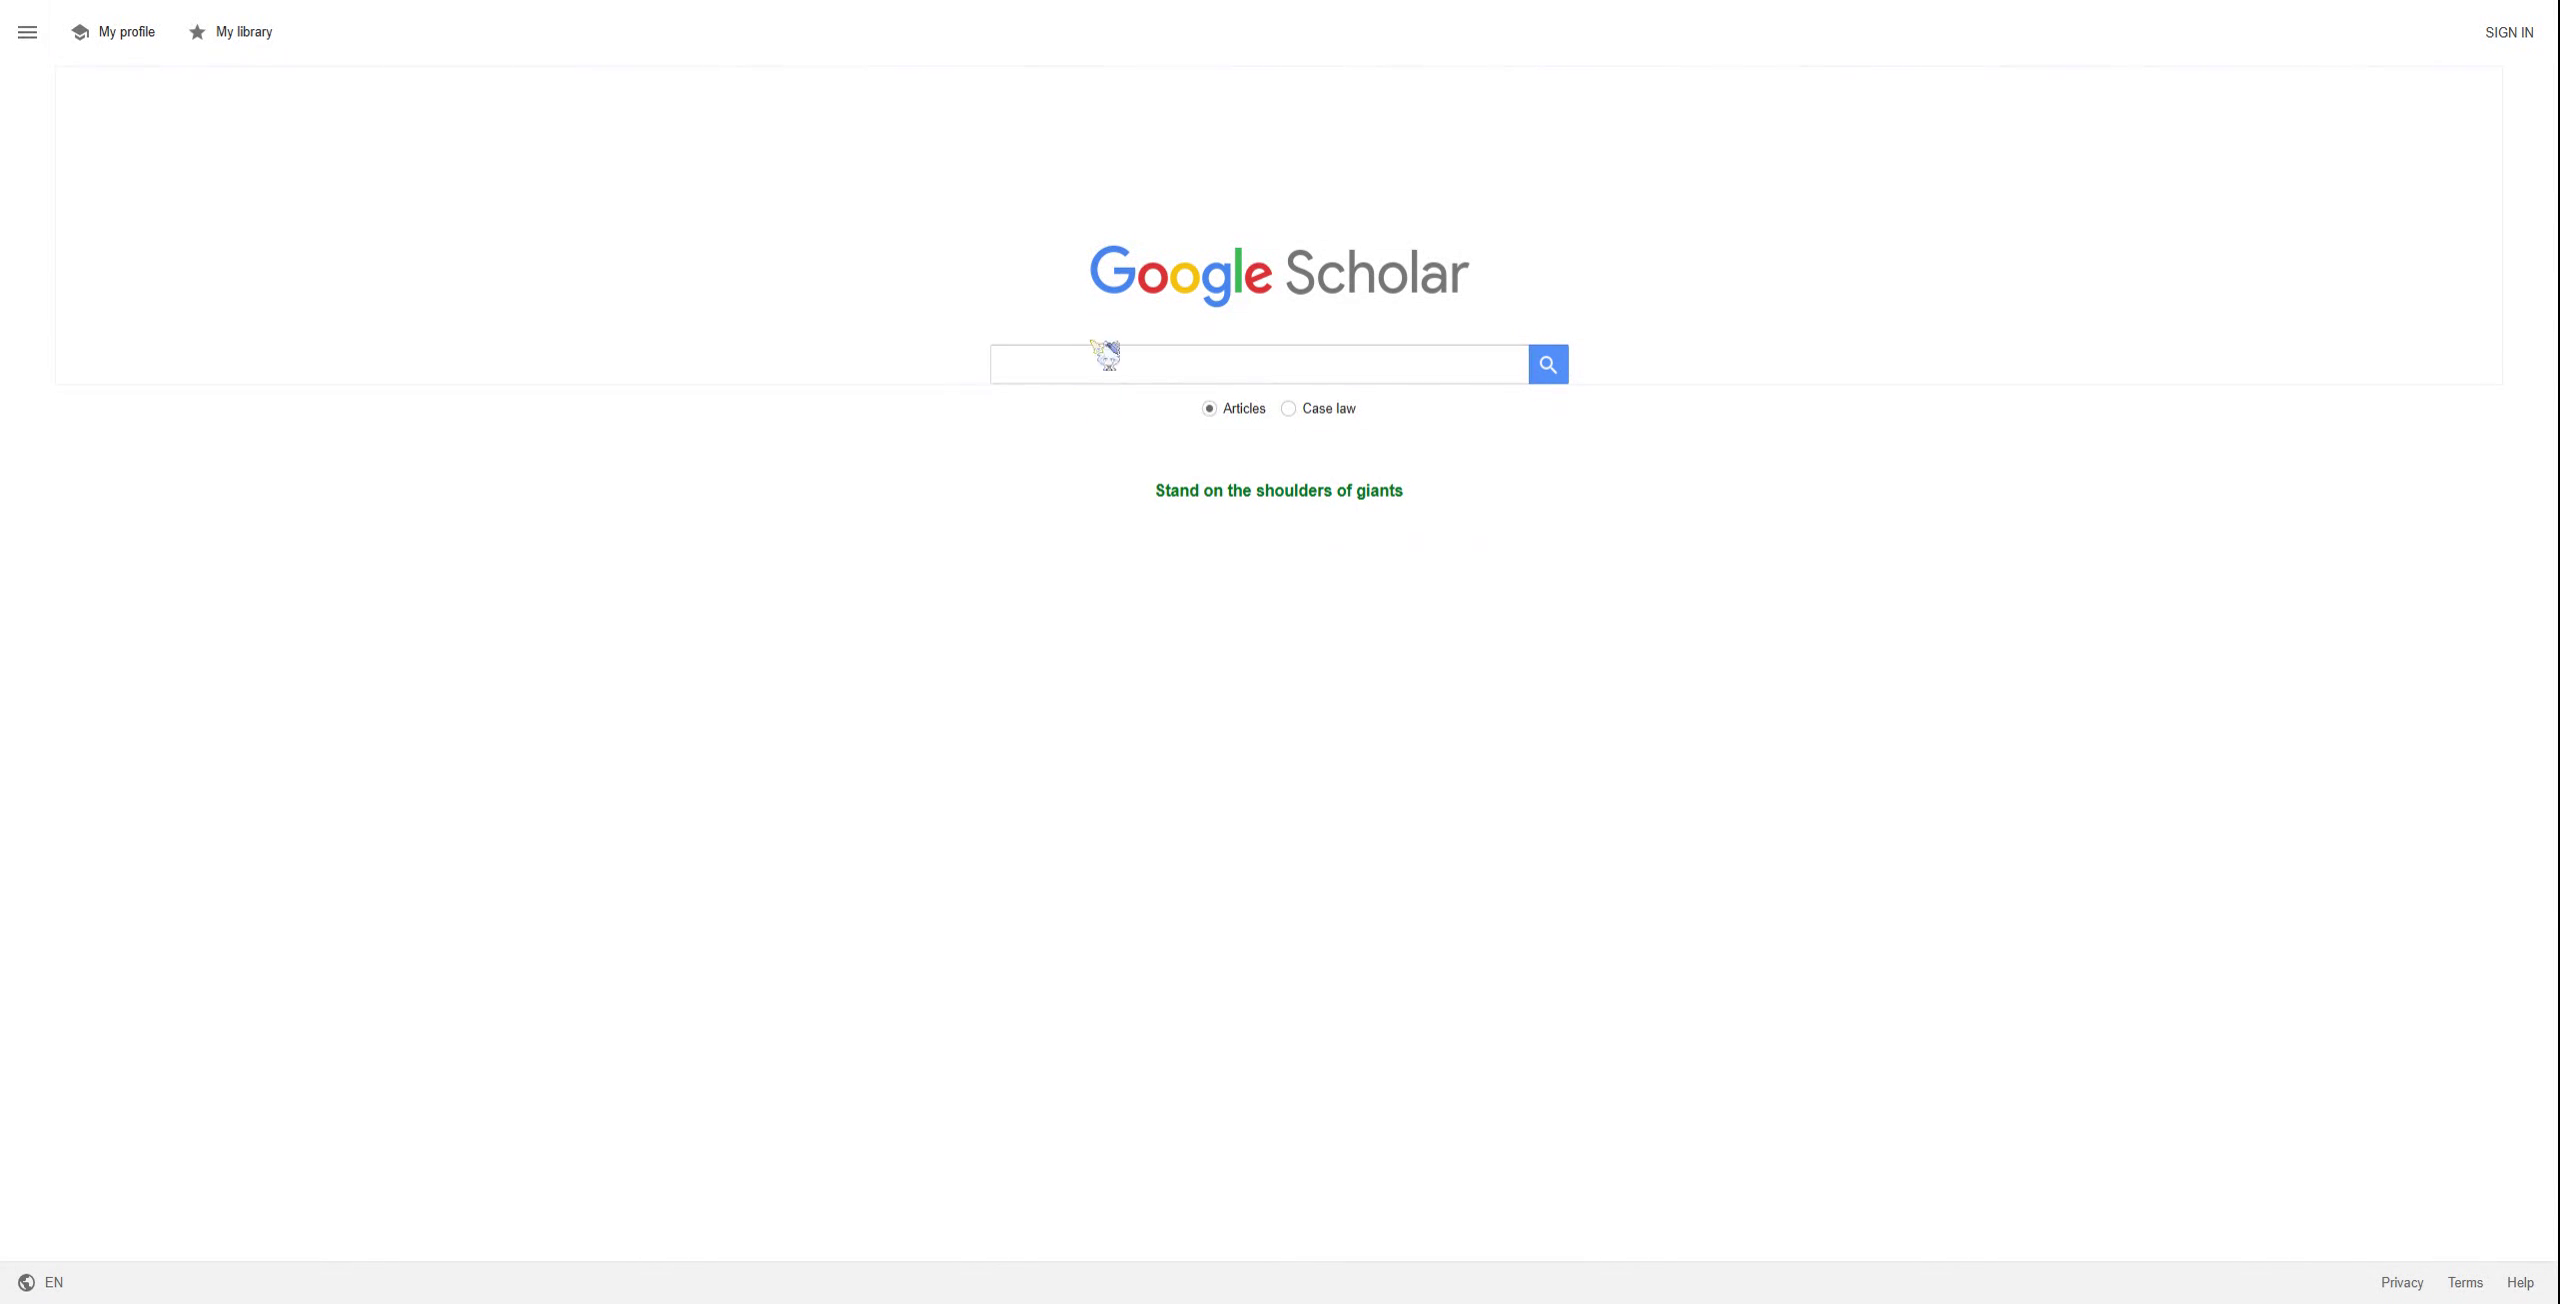 My profile My library SIGN IN
Google Scholar
Articles Case law
Stand on the shoulders of giants
EN Privacy Terms Help